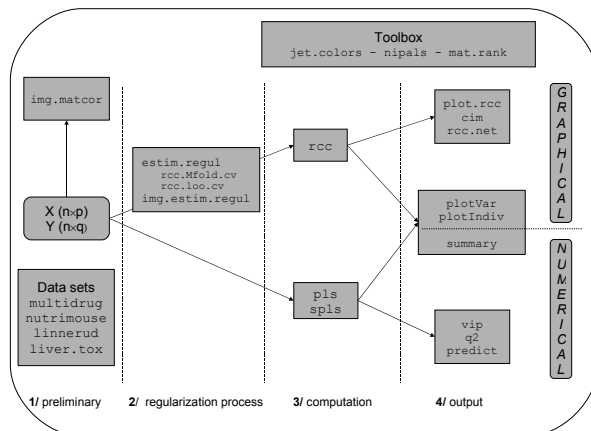 Toolbox
jet.colors - nipals - mat.rank
img.matcor
X (n×p)
Y (n×q)
Data sets
multidrug
nutrimouse
linnerud
liver.tox
estim.regul
rcc.Mfold.cv
rcc.loo.cv
img.estim.regul
rcc
pls
spls
plot.rcc
cim
rcc.net
plotVar
plotIndiv
summary
vip
q2
predict
GRAPHICAL
NUMERICAL
1/ preliminary
2/ regularization process
3/ computation
4/ output